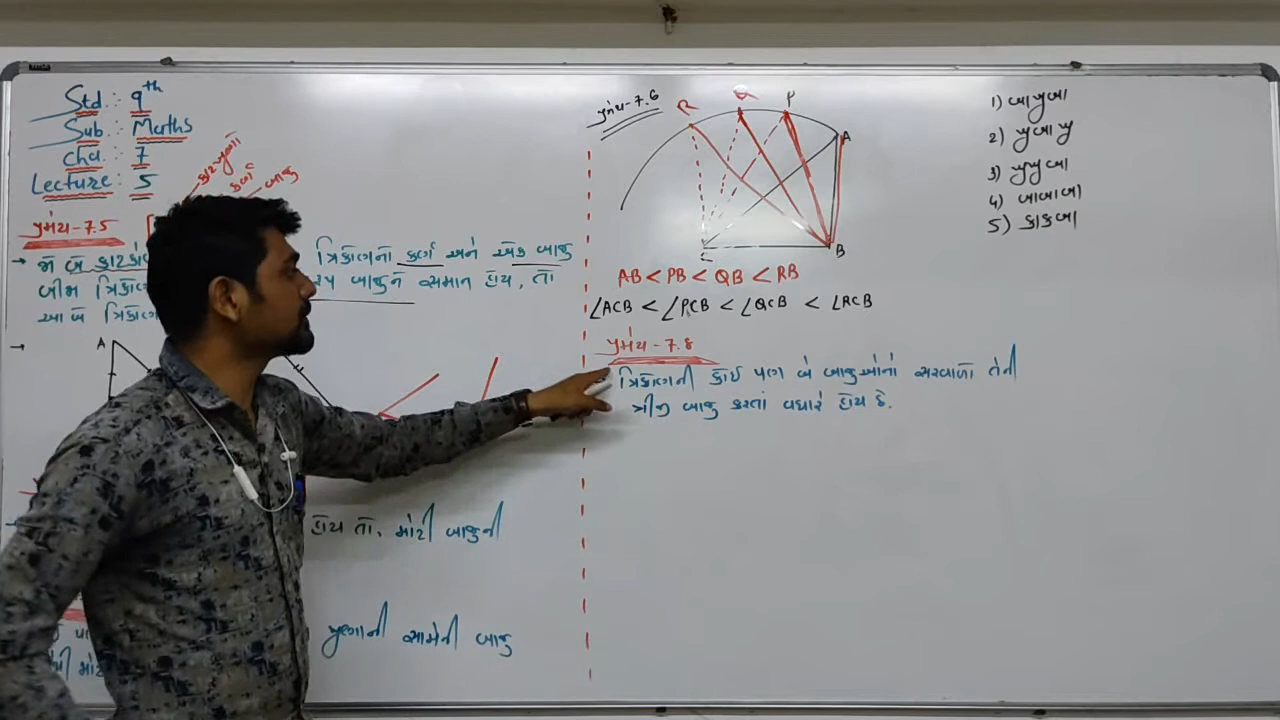 Std. : 9th
Sub : Maths
cha : 7
Lecture : 5
કાટખૂણો
કર્ણ
બાજુ
પ્રમેય-7.5
→ જો બે કાટકો
ત્રિકોણના કર્ણ અને એક બાજુ
બીજા ત્રિકો
રૂપ બાજુને સમાન હોય, તો
આ બે ત્રિકોણ
→
A
હોય તો, મોટી બાજુની
ખૂણાની સામેની બાજુ
પ્રમેય-7.6
R Q P
A
C B
AB < PB < QB < RB
∠ACB < ∠PCB < ∠QCB < ∠RCB
પ્રમેય-7.8
ત્રિકોણની કોઈ પણ બે બાજુઓનો સરવાળો તેની
ત્રીજી બાજુ કરતાં વધારે હોય છે.
1) બાખૂબા
2) ખૂબાખૂ
3) ખૂખૂબા
4) બાબાબા
5) કાકબા